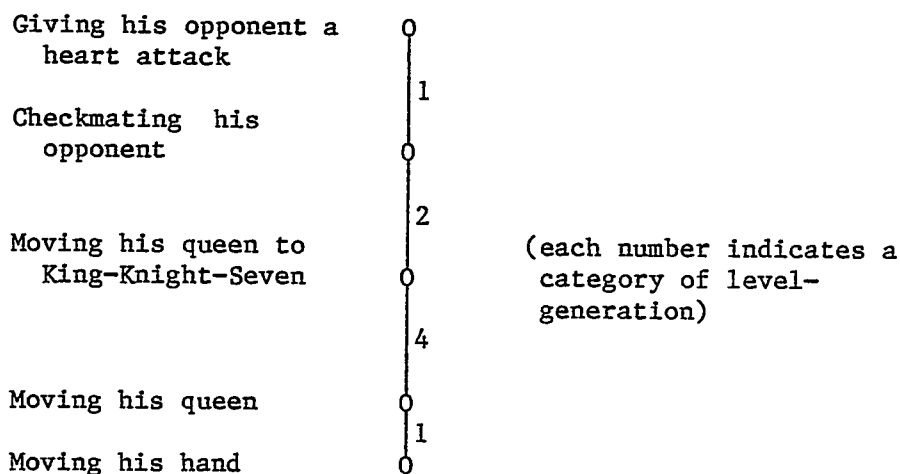 Giving his opponent a
heart attack
1
Checkmating his
opponent
2
Moving his queen to
King-Knight-Seven
(each number indicates a
category of level-
generation)
4
Moving his queen
1
Moving his hand